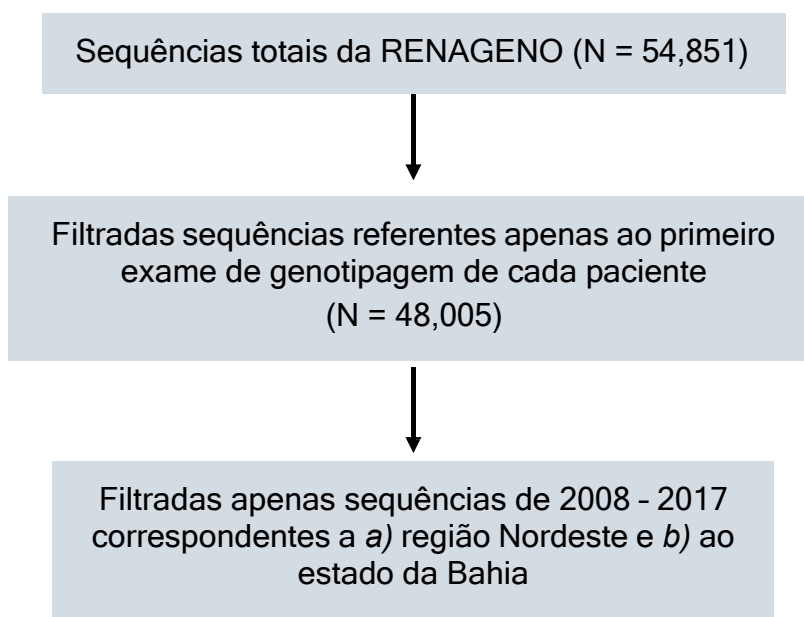 Sequências totais da RENAGENO (N = 54,851)
Filtradas sequências referentes apenas ao primeiro
exame de genotipagem de cada paciente
(N = 48,005)
Filtradas apenas sequências de 2008 - 2017
correspondentes a a) região Nordeste e b) ao
estado da Bahia